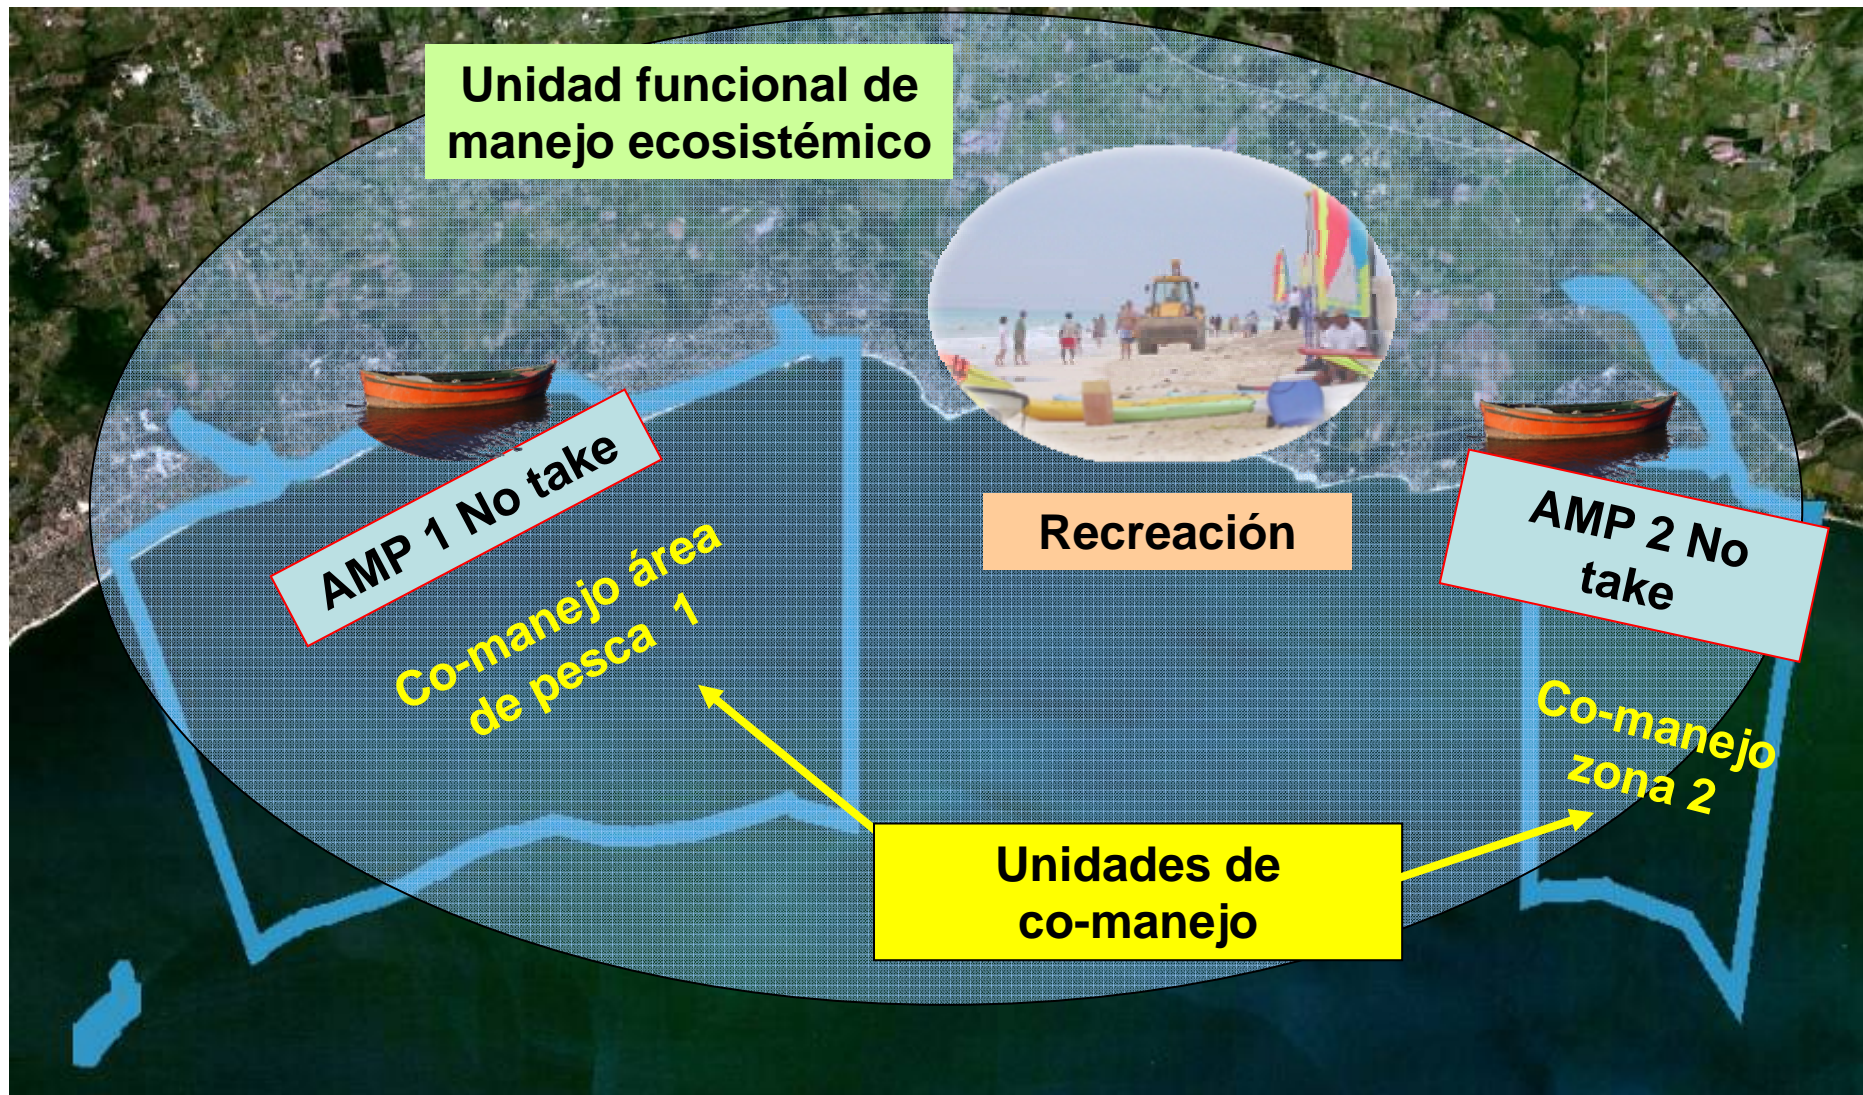 Unidad funcional de
manejo ecosistémico
AMP 1 No take
Co-manejo área
de pesca 1
Recreación
AMP 2 No
take
Co-manejo
zona 2
Unidades de
co-manejo